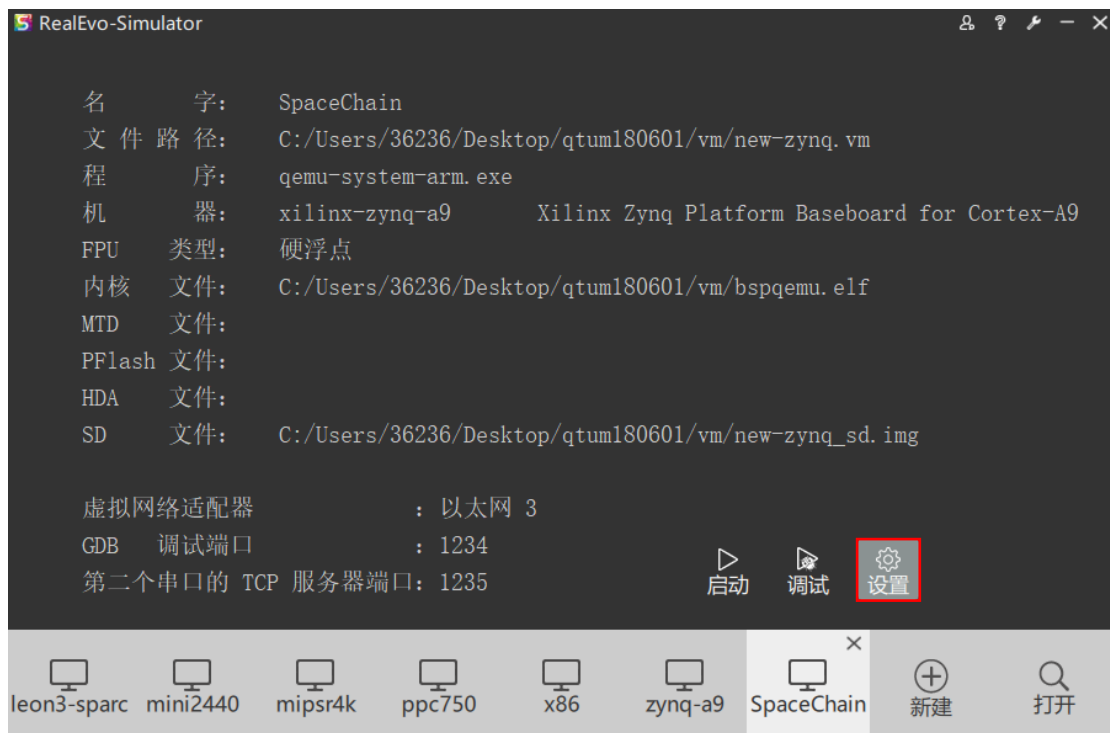 RealEvo-Simulator
名 字： SpaceChain
文 件 路 径： C:/Users/36236/Desktop/qtum180601/vm/new-zynq.vm
程 序： qemu-system-arm.exe
机 器： xilinx-zynq-a9 Xilinx Zynq Platform Baseboard for Cortex-A9
FPU 类型： 硬浮点
内核 文件： C:/Users/36236/Desktop/qtum180601/vm/bspqemu.elf
MTD 文件：
PFlash 文件：
HDA 文件：
SD 文件： C:/Users/36236/Desktop/qtum180601/vm/new-zynq_sd.img
虚拟网络适配器 ： 以太网 3
GDB 调试端口 ： 1234
第二个串口的 TCP 服务器端口： 1235
启动 调试 设置
leon3-sparc mini2440 mipsr4k ppc750 x86 zynq-a9 SpaceChain 新建 打开